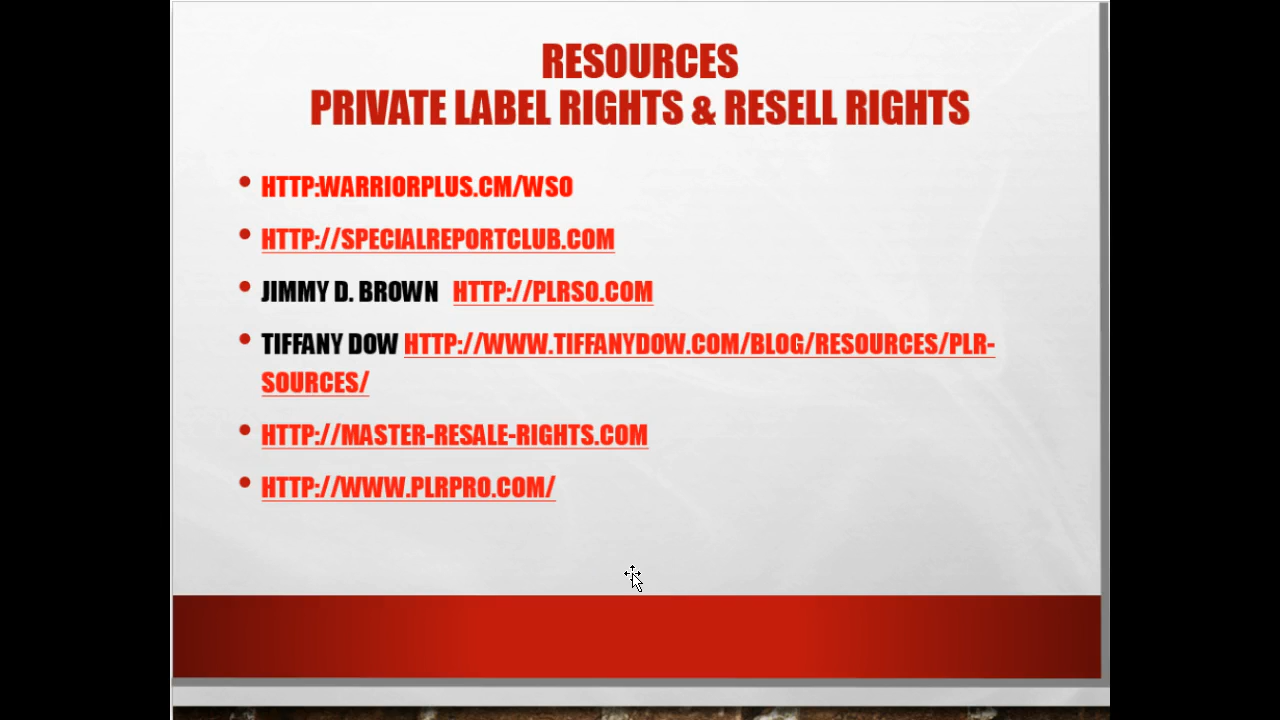 RESOURCES
PRIVATE LABEL RIGHTS & RESELL RIGHTS
• HTTP:WARRIORPLUS.CM/WSO
• HTTP://SPECIALREPORTCLUB.COM
• JIMMY D. BROWN HTTP://PLRSO.COM
• TIFFANY DOW HTTP://WWW.TIFFANYDOW.COM/BLOG/RESOURCES/PLR-
SOURCES/
• HTTP://MASTER-RESALE-RIGHTS.COM
• HTTP://WWW.PLRPRO.COM/